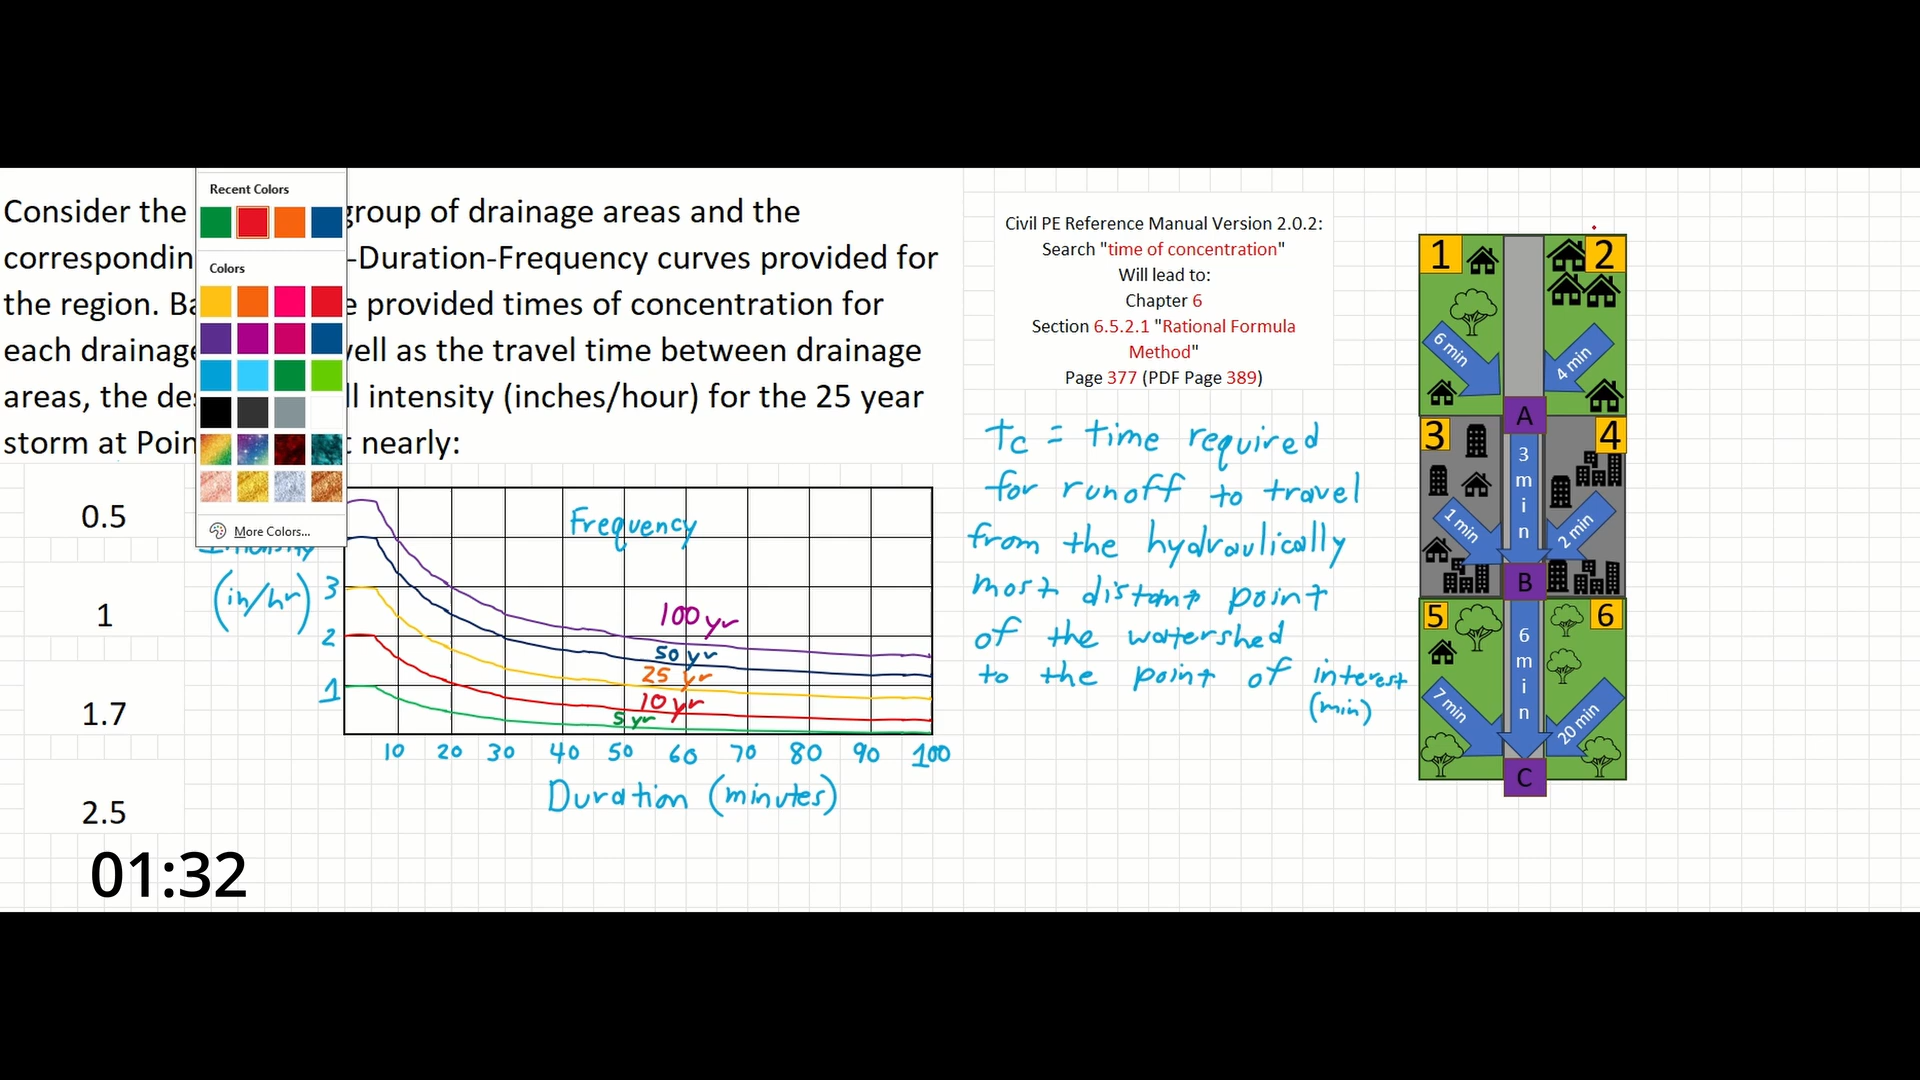 Recent Colors
Colors
More Colors...
Consider the group of drainage areas and the
correspondin -Duration-Frequency curves provided for
the region. Ba e provided times of concentration for
each drainage ell as the travel time between drainage
areas, the de ll intensity (inches/hour) for the 25 year
storm at Poin t nearly:
0.5
1
1.7
2.5
01:32
(in/hr)
3
2
1
Frequency
100 yr
50 yr
25 yr
10 yr
5 yr
10 20 30 40 50 60 70 80 90 100
Duration (minutes)
Civil PE Reference Manual Version 2.0.2:
Search "time of concentration"
Will lead to:
Chapter 6
Section 6.5.2.1 "Rational Formula
Method"
Page 377 (PDF Page 389)
tc = time required
for runoff to travel
from the hydraulically
most distant point
of the watershed
to the point of interest
(min)
1 2
6 min 4 min
A
3 4
3 min
1 min 2 min
B
5 6
6 min
7 min 20 min
C